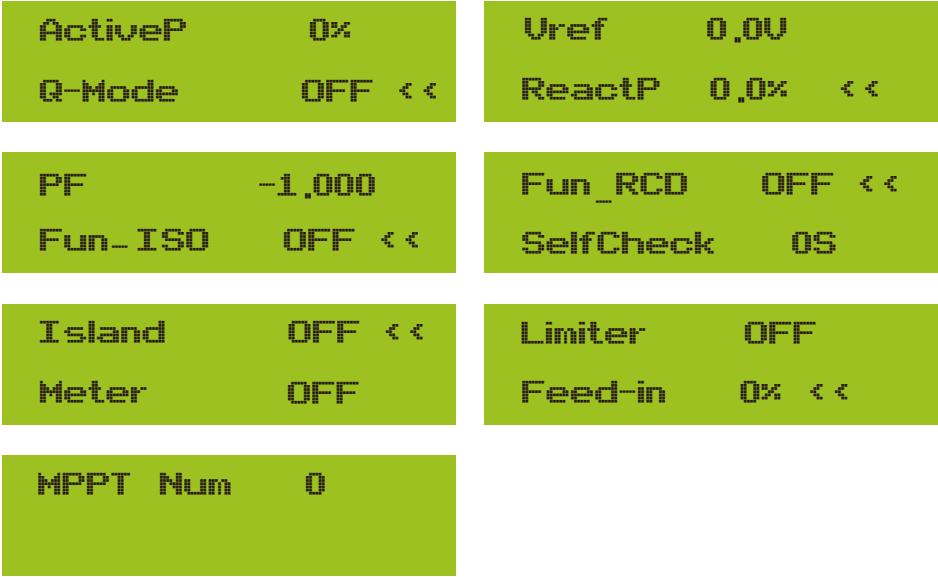 ActiveP 0%
Q-Mode OFF <<
Vref 0.0V
ReactP 0.0% <<
PF -1.000
Fun-ISO OFF <<
Fun_RCD OFF <<
SelfCheck 0S
Island OFF <<
Meter OFF
Limiter OFF
Feed-in 0% <<
MPPT Num 0